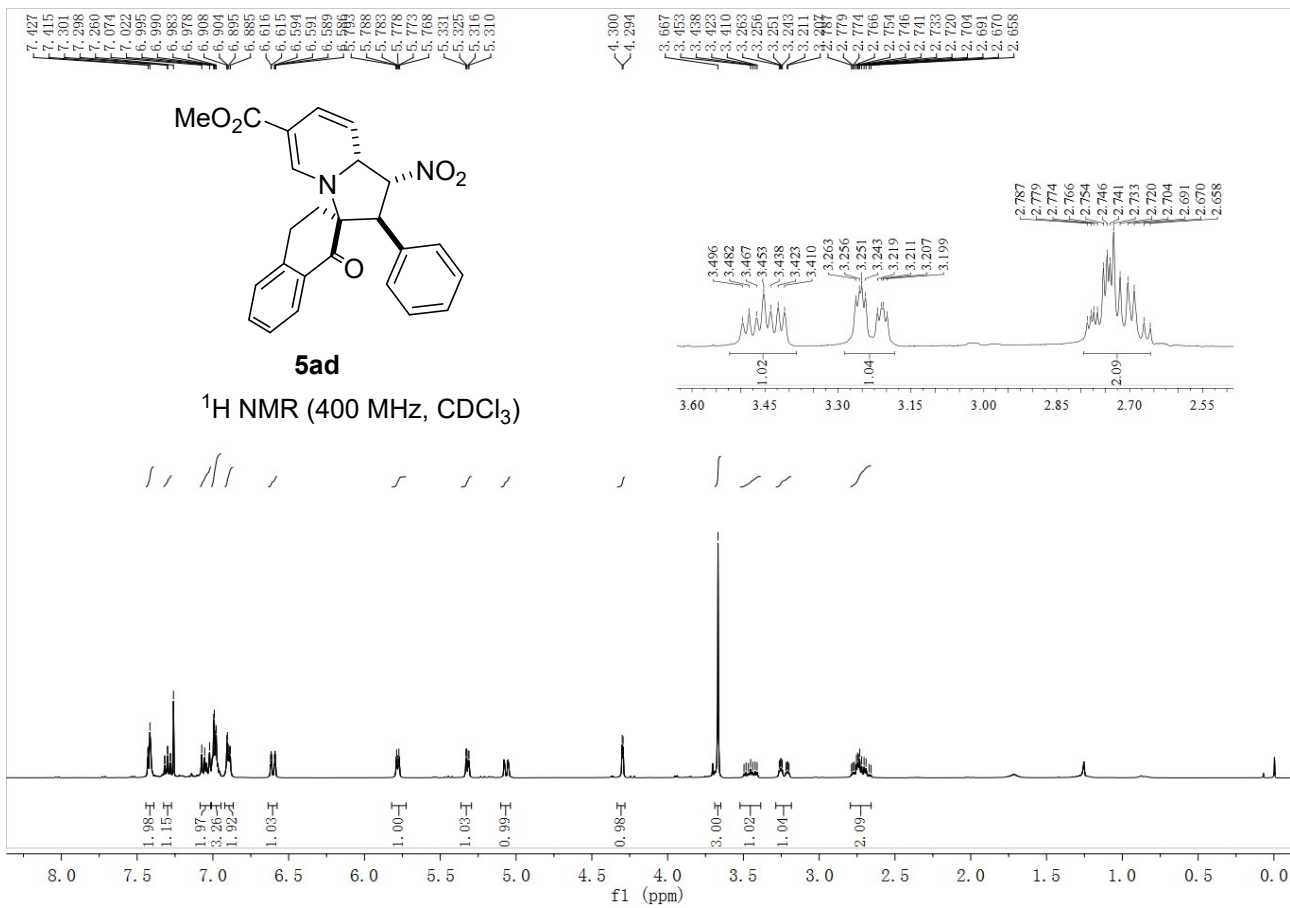 7.427 7.415 7.301 7.298 7.260 7.074 7.022 6.995 6.990 6.983 6.978 6.908 6.904 6.895 6.885 6.616 6.615 6.594 6.591 6.589 6.586 5.793 5.788 5.783 5.778 5.773 5.768 5.331 5.325 5.316 5.310 4.300 4.294 3.667 3.453 3.438 3.423 3.410 3.263 3.256 3.251 3.243 3.211 3.207 2.787 2.779 2.774 2.766 2.754 2.746 2.741 2.733 2.720 2.704 2.691 2.670 2.658
MeO2C
NO2
N
O
5ad
1H NMR (400 MHz, CDCl3)
3.496 3.482 3.467 3.453 3.438 3.423 3.410 3.263 3.256 3.251 3.243 3.219 3.211 3.207 3.199 2.787 2.779 2.774 2.766 2.754 2.746 2.741 2.733 2.720 2.704 2.691 2.670 2.658
1.02 1.04 2.09
3.60 3.45 3.30 3.15 3.00 2.85 2.70 2.55
1.98 1.15 1.97 3.26 1.92 1.03 1.00 1.03 0.99 0.98 3.00 1.02 1.04 2.09
8.0 7.5 7.0 6.5 6.0 5.5 5.0 4.5 4.0 3.5 3.0 2.5 2.0 1.5 1.0 0.5 0.0
f1 (ppm)